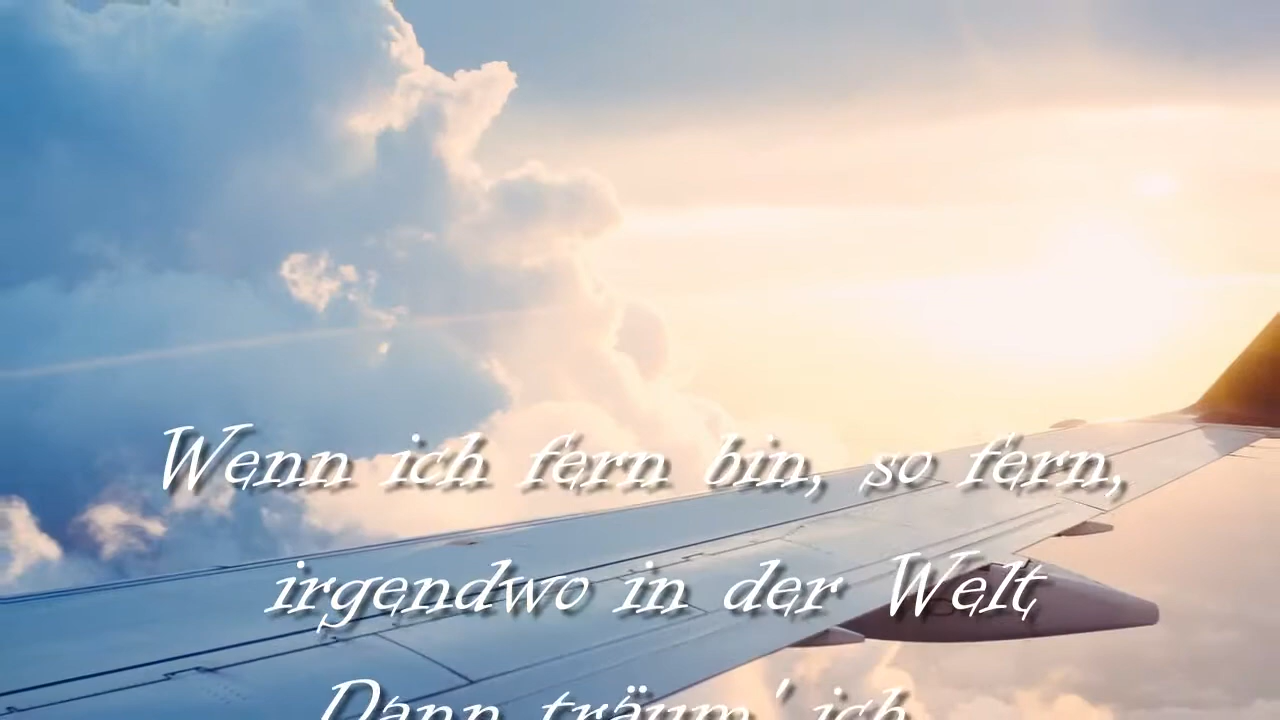 Wenn ich fern bin, so fern,
irgendwo in der Welt
Dann träum' ich